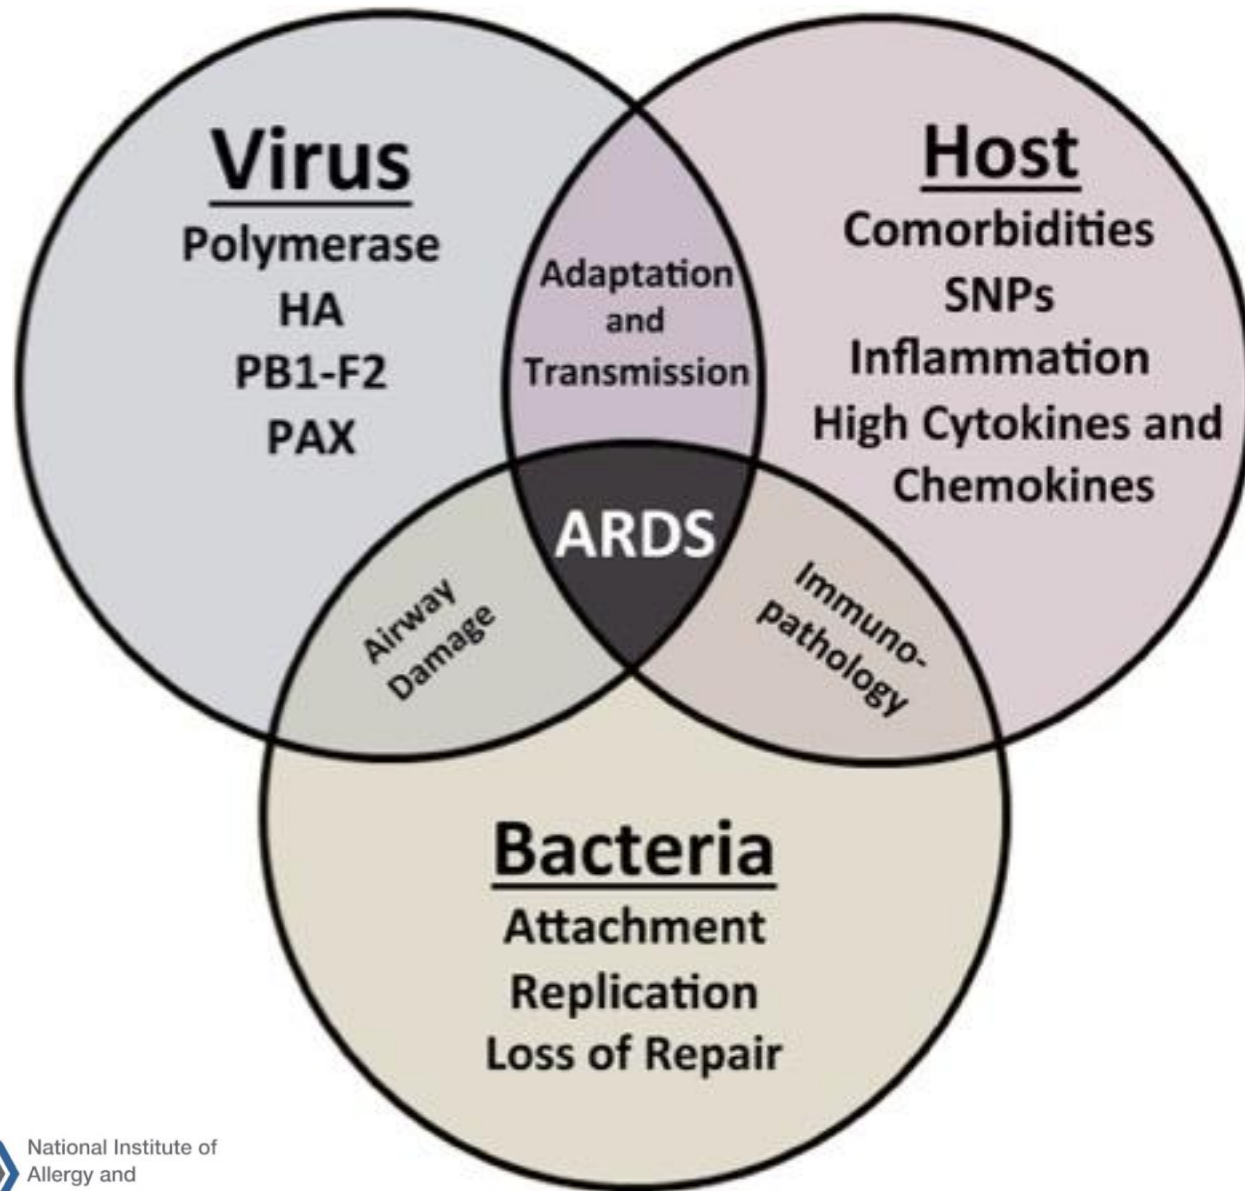 Virus
Polymerase
HA
PB1-F2
PAX
Host
Comorbidities
SNPs
Inflammation
High Cytokines and
Chemokines
Adaptation
and
Transmission
ARDS
Airway
Damage
Immuno-
pathology
Bacteria
Attachment
Replication
Loss of Repair
National Institute of
Allergy and